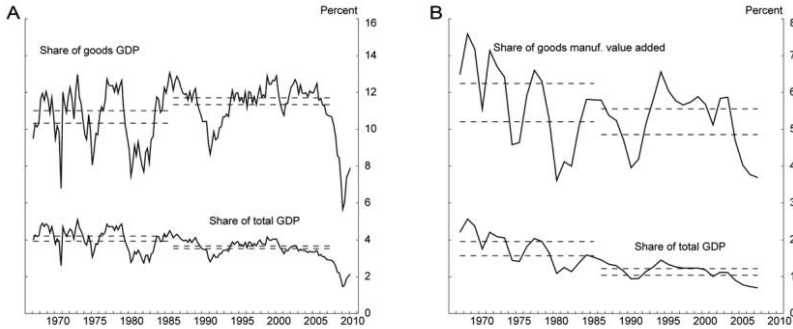 A
Percent
16
Share of goods GDP
14
12
10
8
6
Share of total GDP
4
2
0
1970 1975 1980 1985 1990 1995 2000 2005 2010
B
Percent
8
Share of goods manuf. value added
7
6
5
4
3
Share of total GDP
2
1
0
1970 1975 1980 1985 1990 1995 2000 2005 2010